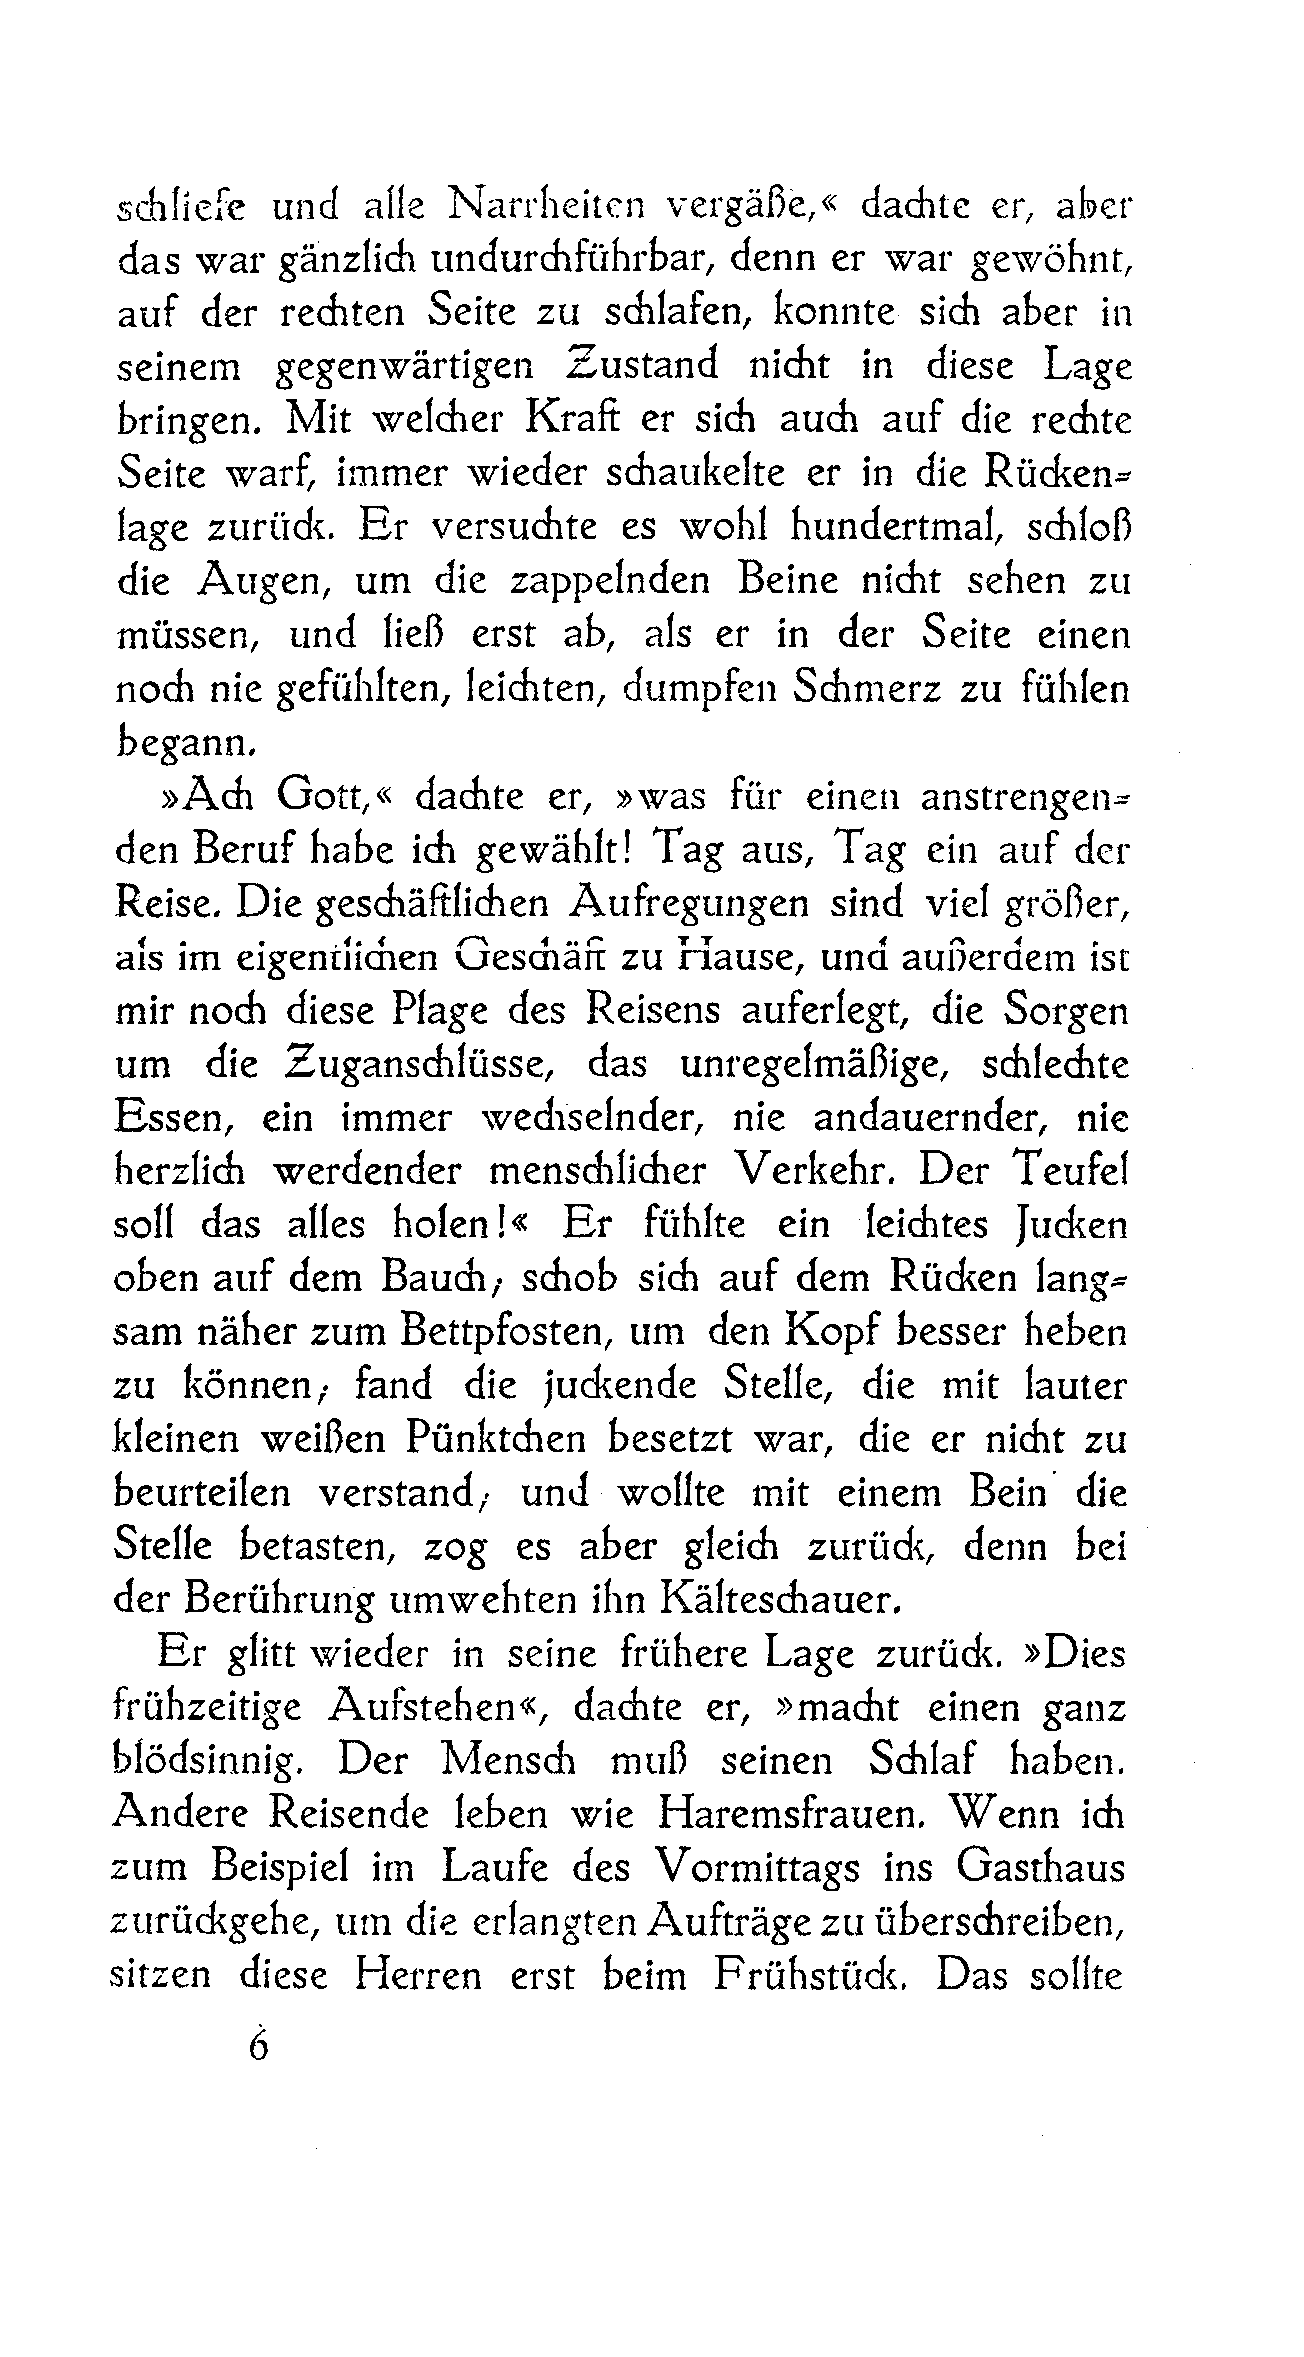 schliefe und alle Narrheiten vergäße,« dachte er, aber
das war gänzlich undurchführbar, denn er war gewöhnt,
auf der rechten Seite zu schlafen, konnte sich aber in
seinem gegenwärtigen Zustand nicht in diese Lage
bringen. Mit welcher Kraft er sich auch auf die rechte
Seite warf, immer wieder schaukelte er in die Rücken-
lage zurück. Er versuchte es wohl hundertmal, schloß
die Augen, um die zappelnden Beine nicht sehen zu
müssen, und ließ erst ab, als er in der Seite einen
noch nie gefühlten, leichten, dumpfen Schmerz zu fühlen
begann.
»Ach Gott,« dachte er, »was für einen anstrengen-
den Beruf habe ich gewählt! Tag aus, Tag ein auf der
Reise. Die geschäftlichen Aufregungen sind viel größer,
als im eigentlichen Geschäft zu Hause, und außerdem ist
mir noch diese Plage des Reisens auferlegt, die Sorgen
um die Zuganschlüsse, das unregelmäßige, schlechte
Essen, ein immer wechselnder, nie andauernder, nie
herzlich werdender menschlicher Verkehr. Der Teufel
soll das alles holen!« Er fühlte ein leichtes Jucken
oben auf dem Bauch; schob sich auf dem Rücken lang-
sam näher zum Bettpfosten, um den Kopf besser heben
zu können; fand die juckende Stelle, die mit lauter
kleinen weißen Pünktchen besetzt war, die er nicht zu
beurteilen verstand; und wollte mit einem Bein die
Stelle betasten, zog es aber gleich zurück, denn bei
der Berührung umwehten ihn Kälteschauer.
Er glitt wieder in seine frühere Lage zurück. »Dies
frühzeitige Aufstehen«, dachte er, »macht einen ganz
blödsinnig. Der Mensch muß seinen Schlaf haben.
Andere Reisende leben wie Haremsfrauen. Wenn ich
zum Beispiel im Laufe des Vormittags ins Gasthaus
zurückgehe, um die erlangten Aufträge zu überschreiben,
sitzen diese Herren erst beim Frühstück. Das sollte
6